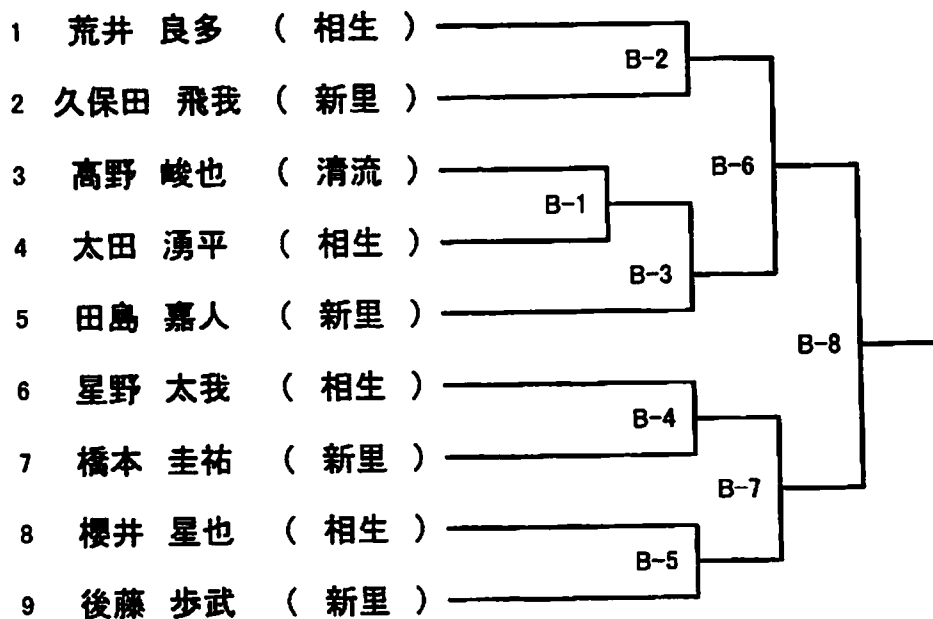 1 荒井 良多 ( 相生 )
B-2
2 久保田 飛我 ( 新里 )
B-6
3 髙野 峻也 ( 清流 )
B-1
4 太田 湧平 ( 相生 )
B-3
5 田島 嘉人 ( 新里 )
B-8
6 星野 太我 ( 相生 )
B-4
7 橋本 圭祐 ( 新里 )
B-7
8 櫻井 星也 ( 相生 )
B-5
9 後藤 歩武 ( 新里 )